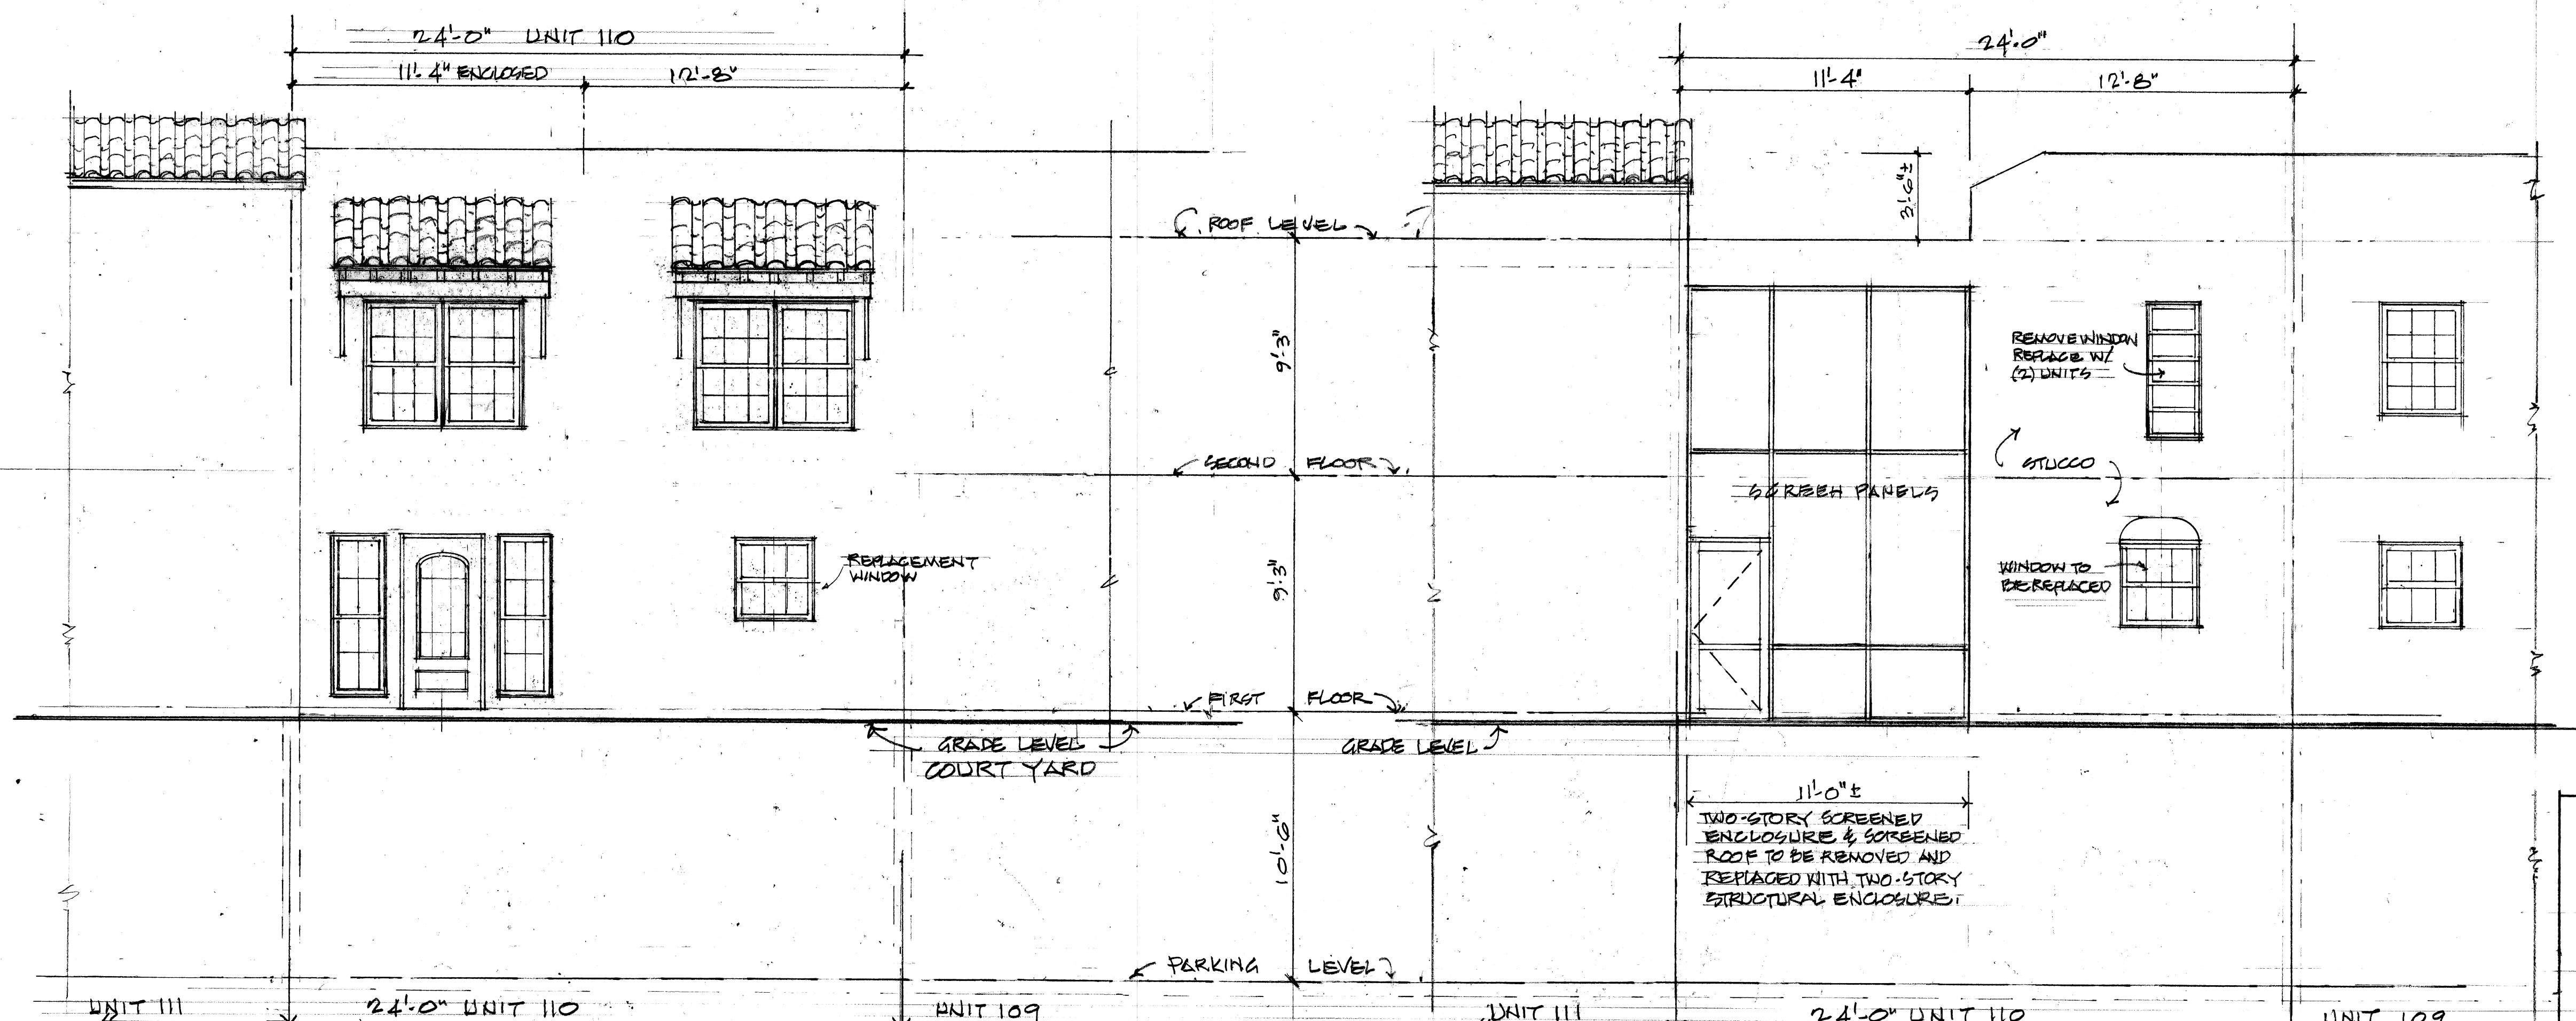 24'-0" UNIT 110
11'-4" ENCLOSED
12'-8"
24'-0"
11'-4"
12'-8"
3'-6"±
ROOF LEVEL
9'-3"
REMOVE WINDOW
REPLACE W/
(2) UNITS
SECOND FLOOR
STUCCO
SCREEN PANELS
REPLACEMENT
WINDOW
9'-3"
WINDOW TO
BE REPLACED
FIRST FLOOR
GRADE LEVEL
COURT YARD
GRADE LEVEL
11'-0"±
TWO-STORY SCREENED
ENCLOSURE & SCREENED
ROOF TO BE REMOVED AND
REPLACED WITH TWO-STORY
STRUCTURAL ENCLOSURE.
10'-6"
PARKING LEVEL
UNIT 111
24'-0" UNIT 110
UNIT 109
UNIT 111
24'-0" UNIT 110
UNIT 109